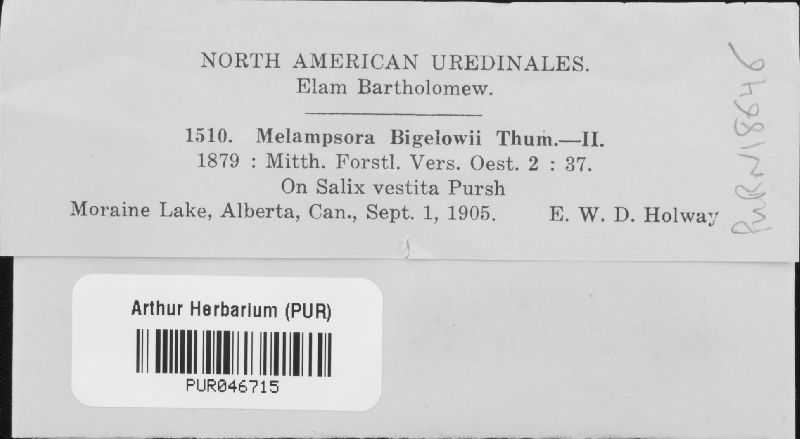 NORTH AMERICAN UREDINALES.
Elam Bartholomew.
1510. Melampsora Bigelowii Thum.—II.
1879 : Mitth. Forstl. Vers. Oest. 2 : 37.
On Salix vestita Pursh
Moraine Lake, Alberta, Can., Sept. 1, 1905. E. W. D. Holway
PURN18646
Arthur Herbarium (PUR)
PUR046715